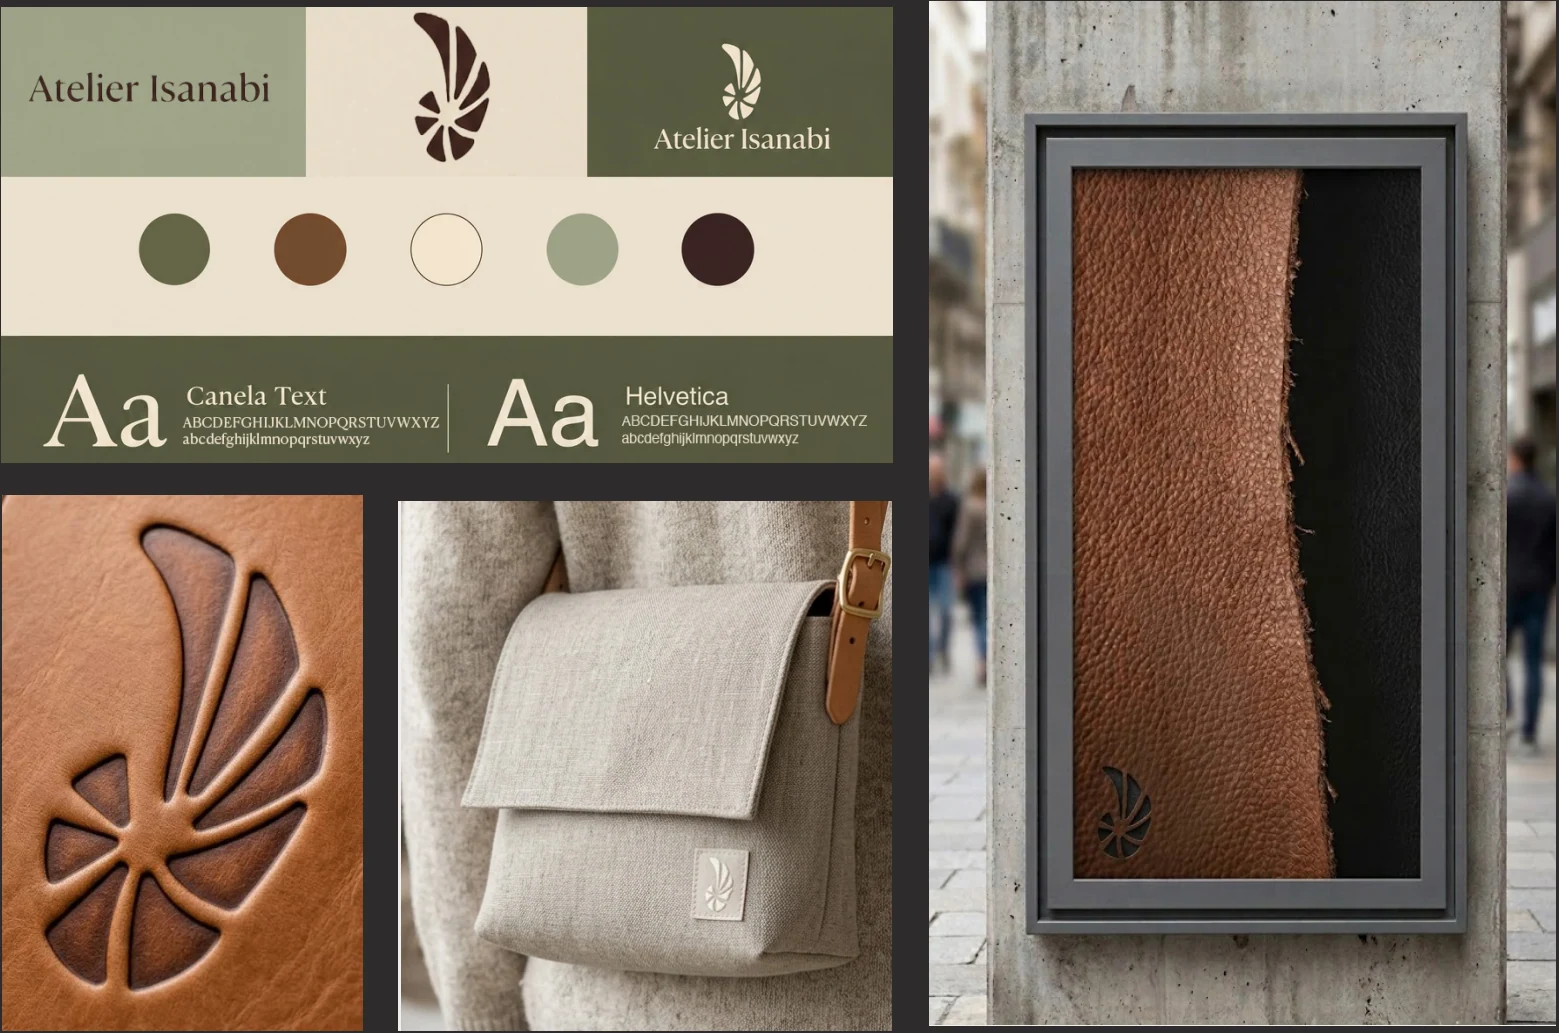 Atelier Isanabi
Atelier Isanabi
Aa
Canela Text
ABCDEFGHIJKLMNOPQRSTUVWXYZ
abcdefghijklmnopqrstuvwxyz
Aa
Helvetica
ABCDEFGHIJKLMNOPQRSTUVWXYZ
abcdefghijklmnopqrstuvwxyz